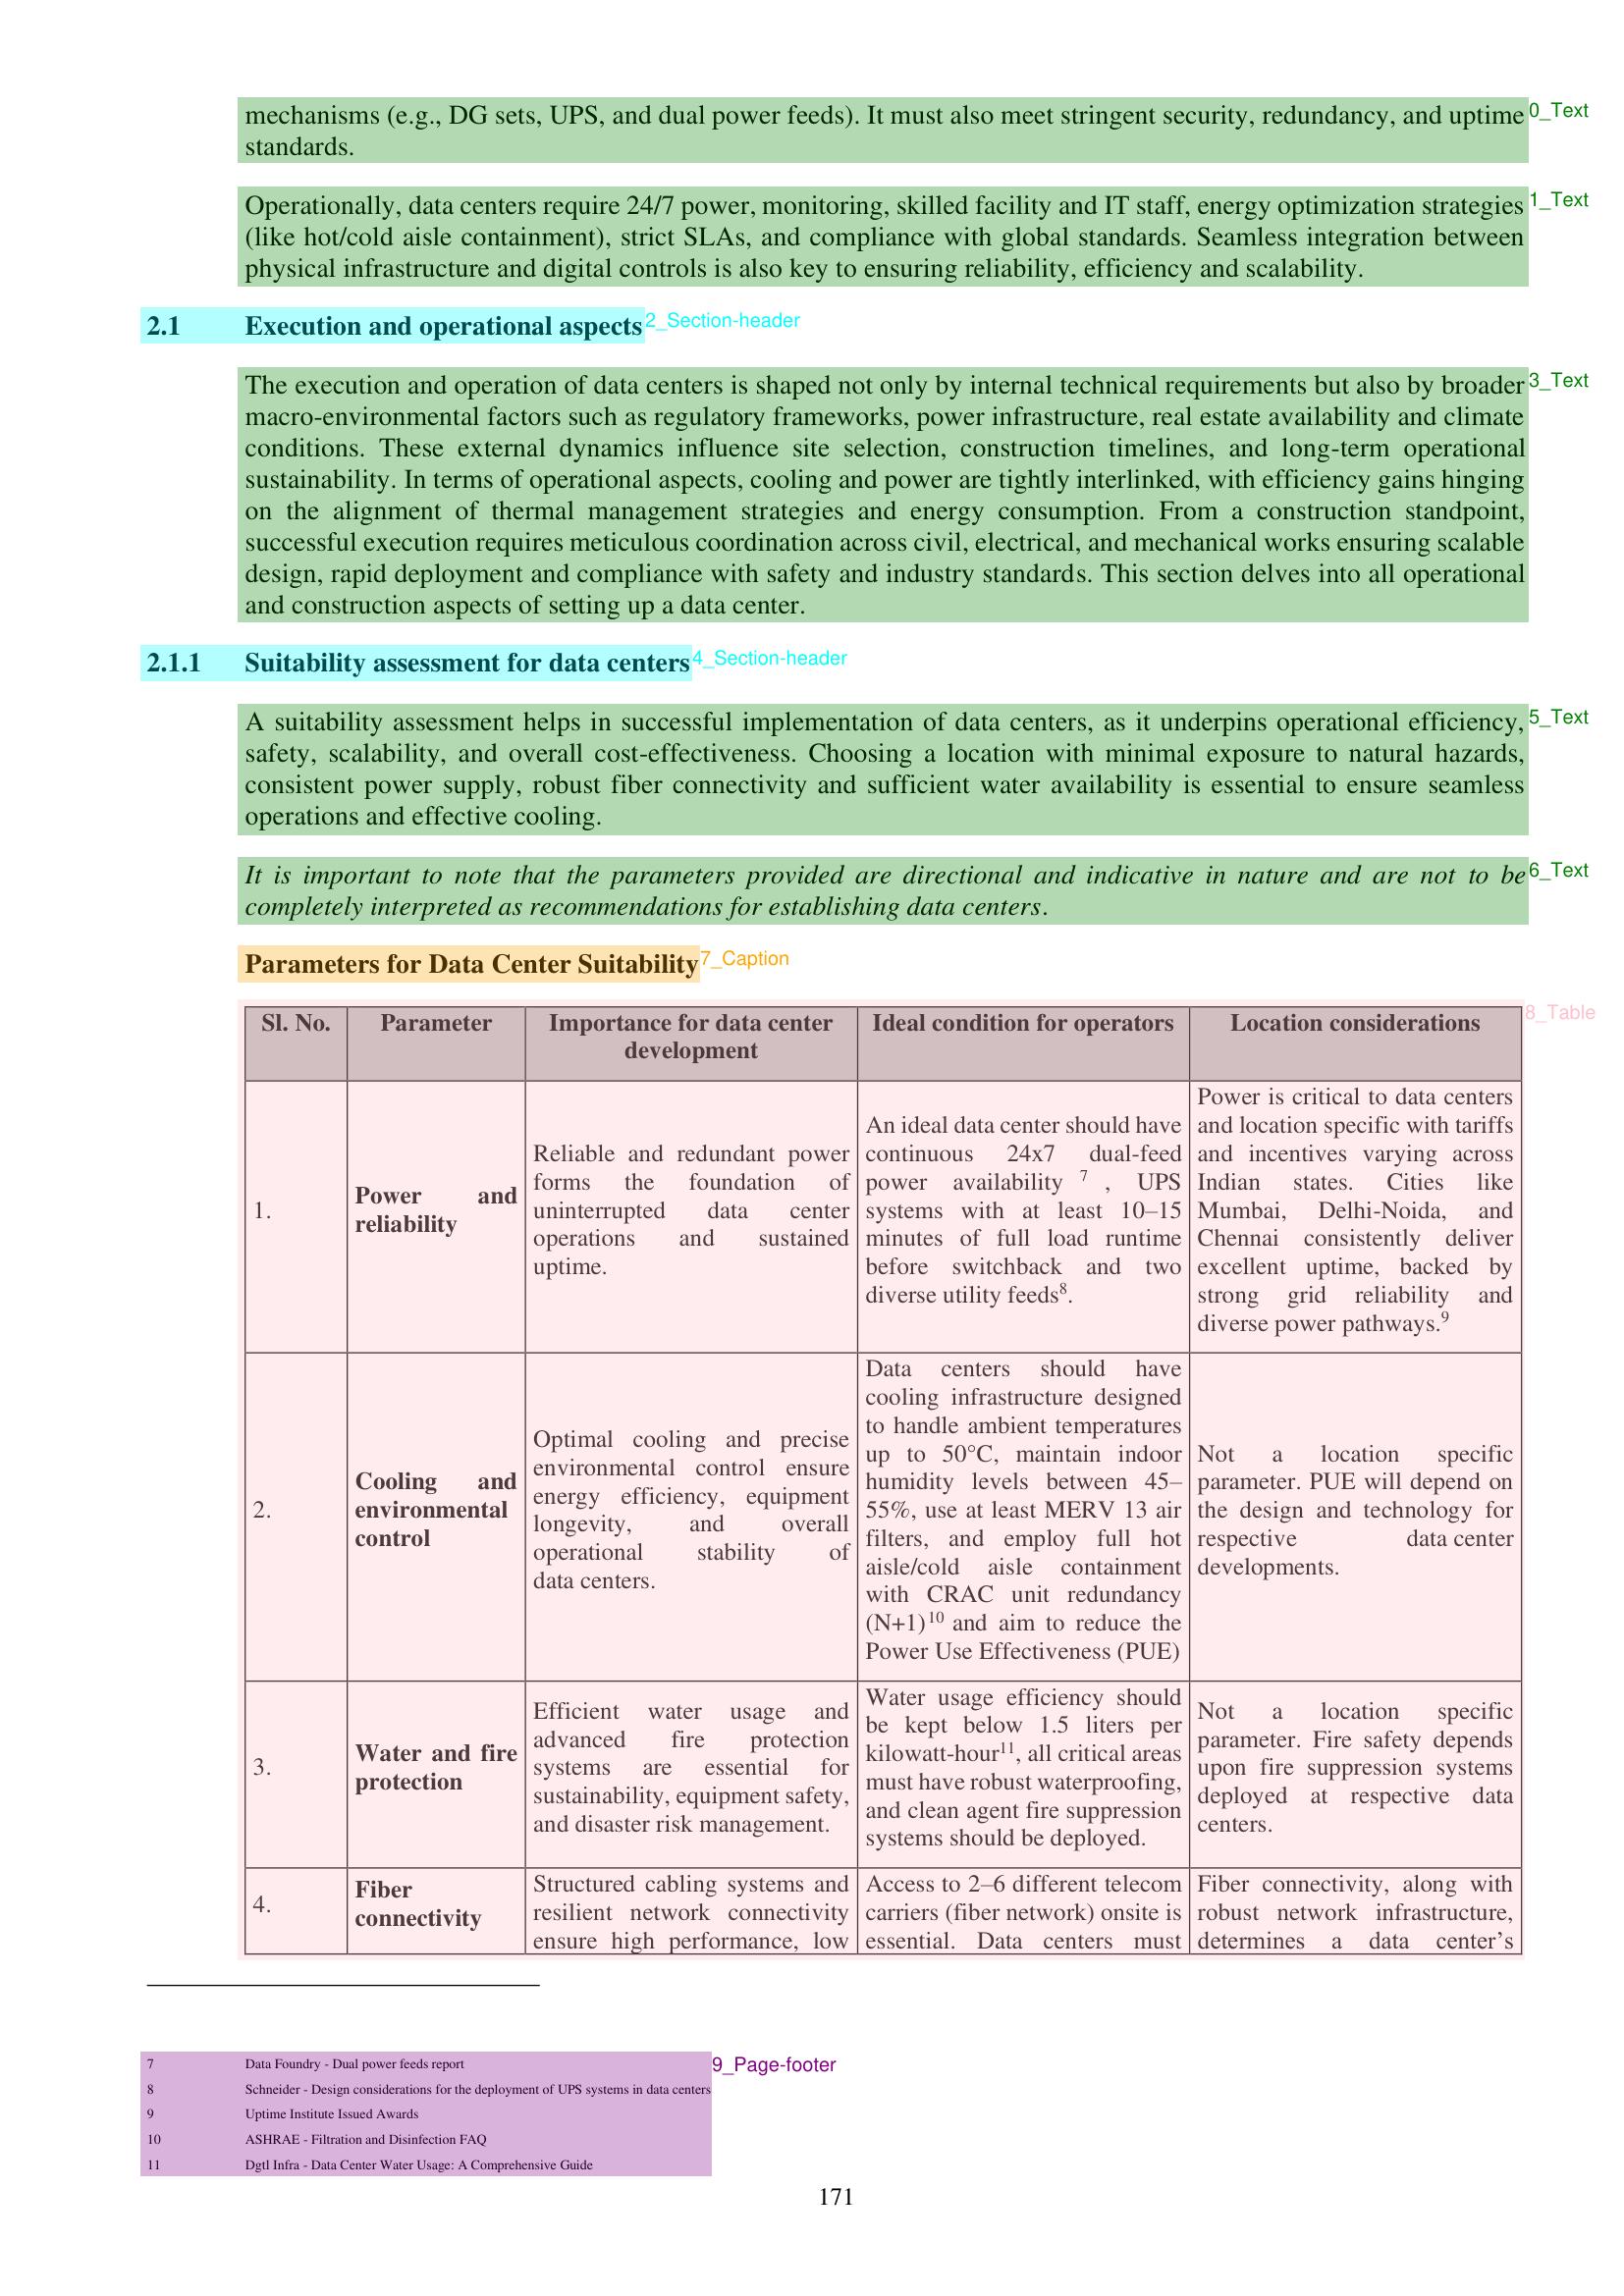 mechanisms (e.g., DG sets, UPS, and dual power feeds). It must also meet stringent security, redundancy, and uptime
standards.
0_Text
Operationally, data centers require 24/7 power, monitoring, skilled facility and IT staff, energy optimization strategies
(like hot/cold aisle containment), strict SLAs, and compliance with global standards. Seamless integration between
physical infrastructure and digital controls is also key to ensuring reliability, efficiency and scalability.
1_Text
2.1 Execution and operational aspects
2_Section-header
The execution and operation of data centers is shaped not only by internal technical requirements but also by broader
macro-environmental factors such as regulatory frameworks, power infrastructure, real estate availability and climate
conditions. These external dynamics influence site selection, construction timelines, and long-term operational
sustainability. In terms of operational aspects, cooling and power are tightly interlinked, with efficiency gains hinging
on the alignment of thermal management strategies and energy consumption. From a construction standpoint,
successful execution requires meticulous coordination across civil, electrical, and mechanical works ensuring scalable
design, rapid deployment and compliance with safety and industry standards. This section delves into all operational
and construction aspects of setting up a data center.
3_Text
2.1.1 Suitability assessment for data centers
4_Section-header
A suitability assessment helps in successful implementation of data centers, as it underpins operational efficiency,
safety, scalability, and overall cost-effectiveness. Choosing a location with minimal exposure to natural hazards,
consistent power supply, robust fiber connectivity and sufficient water availability is essential to ensure seamless
operations and effective cooling.
5_Text
It is important to note that the parameters provided are directional and indicative in nature and are not to be
completely interpreted as recommendations for establishing data centers.
6_Text
Parameters for Data Center Suitability
7_Caption
8_Table
Sl. No.
Parameter
Importance for data center
development
Ideal condition for operators
Location considerations
1.
Power and
reliability
Reliable and redundant power
forms the foundation of
uninterrupted data center
operations and sustained
uptime.
An ideal data center should have
continuous 24x7 dual-feed
power availability 7 , UPS
systems with at least 10–15
minutes of full load runtime
before switchback and two
diverse utility feeds8.
Power is critical to data centers
and location specific with tariffs
and incentives varying across
Indian states. Cities like
Mumbai, Delhi-Noida, and
Chennai consistently deliver
excellent uptime, backed by
strong grid reliability and
diverse power pathways.9
2.
Cooling and
environmental
control
Optimal cooling and precise
environmental control ensure
energy efficiency, equipment
longevity, and overall
operational stability of
data centers.
Data centers should have
cooling infrastructure designed
to handle ambient temperatures
up to 50°C, maintain indoor
humidity levels between 45–
55%, use at least MERV 13 air
filters, and employ full hot
aisle/cold aisle containment
with CRAC unit redundancy
(N+1)10 and aim to reduce the
Power Use Effectiveness (PUE)
Not a location specific
parameter. PUE will depend on
the design and technology for
respective data center
developments.
3.
Water and fire
protection
Efficient water usage and
advanced fire protection
systems are essential for
sustainability, equipment safety,
and disaster risk management.
Water usage efficiency should
be kept below 1.5 liters per
kilowatt-hour11, all critical areas
must have robust waterproofing,
and clean agent fire suppression
systems should be deployed.
Not a location specific
parameter. Fire safety depends
upon fire suppression systems
deployed at respective data
centers.
4.
Fiber
connectivity
Structured cabling systems and
resilient network connectivity
ensure high performance, low
Access to 2–6 different telecom
carriers (fiber network) onsite is
essential. Data centers must
Fiber connectivity, along with
robust network infrastructure,
determines a data center’s
7 Data Foundry - Dual power feeds report
9_Page-footer
8 Schneider - Design considerations for the deployment of UPS systems in data centers
9 Uptime Institute Issued Awards
10 ASHRAE - Filtration and Disinfection FAQ
11 Dgtl Infra - Data Center Water Usage: A Comprehensive Guide
171